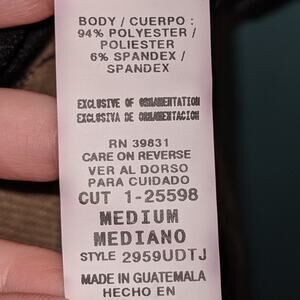 BODY / CUERPO :
94% POLYESTER /
POLIESTER
6% SPANDEX /
SPANDEX
EXCLUSIVE OF ORNAMENTATION
EXCLUSIVA DE ORNAMENTACION
RN 39831
CARE ON REVERSE
VER AL DORSO
PARA CUIDADO
CUT 1-25598
MEDIUM
MEDIANO
STYLE 2959UDTJ
MADE IN GUATEMALA
HECHO EN